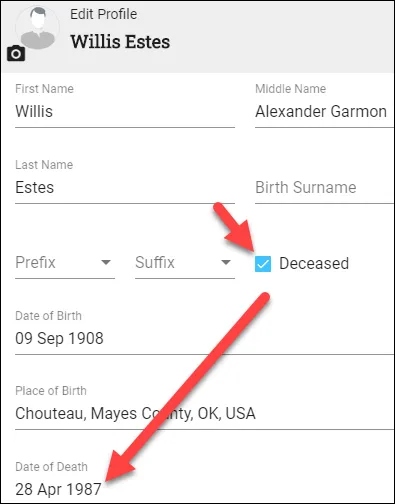 Edit Profile
Willis Estes
First Name Middle Name
Willis Alexander Garmon
Last Name
Estes Birth Surname
Prefix Suffix Deceased
Date of Birth
09 Sep 1908
Place of Birth
Chouteau, Mayes County, OK, USA
Date of Death
28 Apr 1987